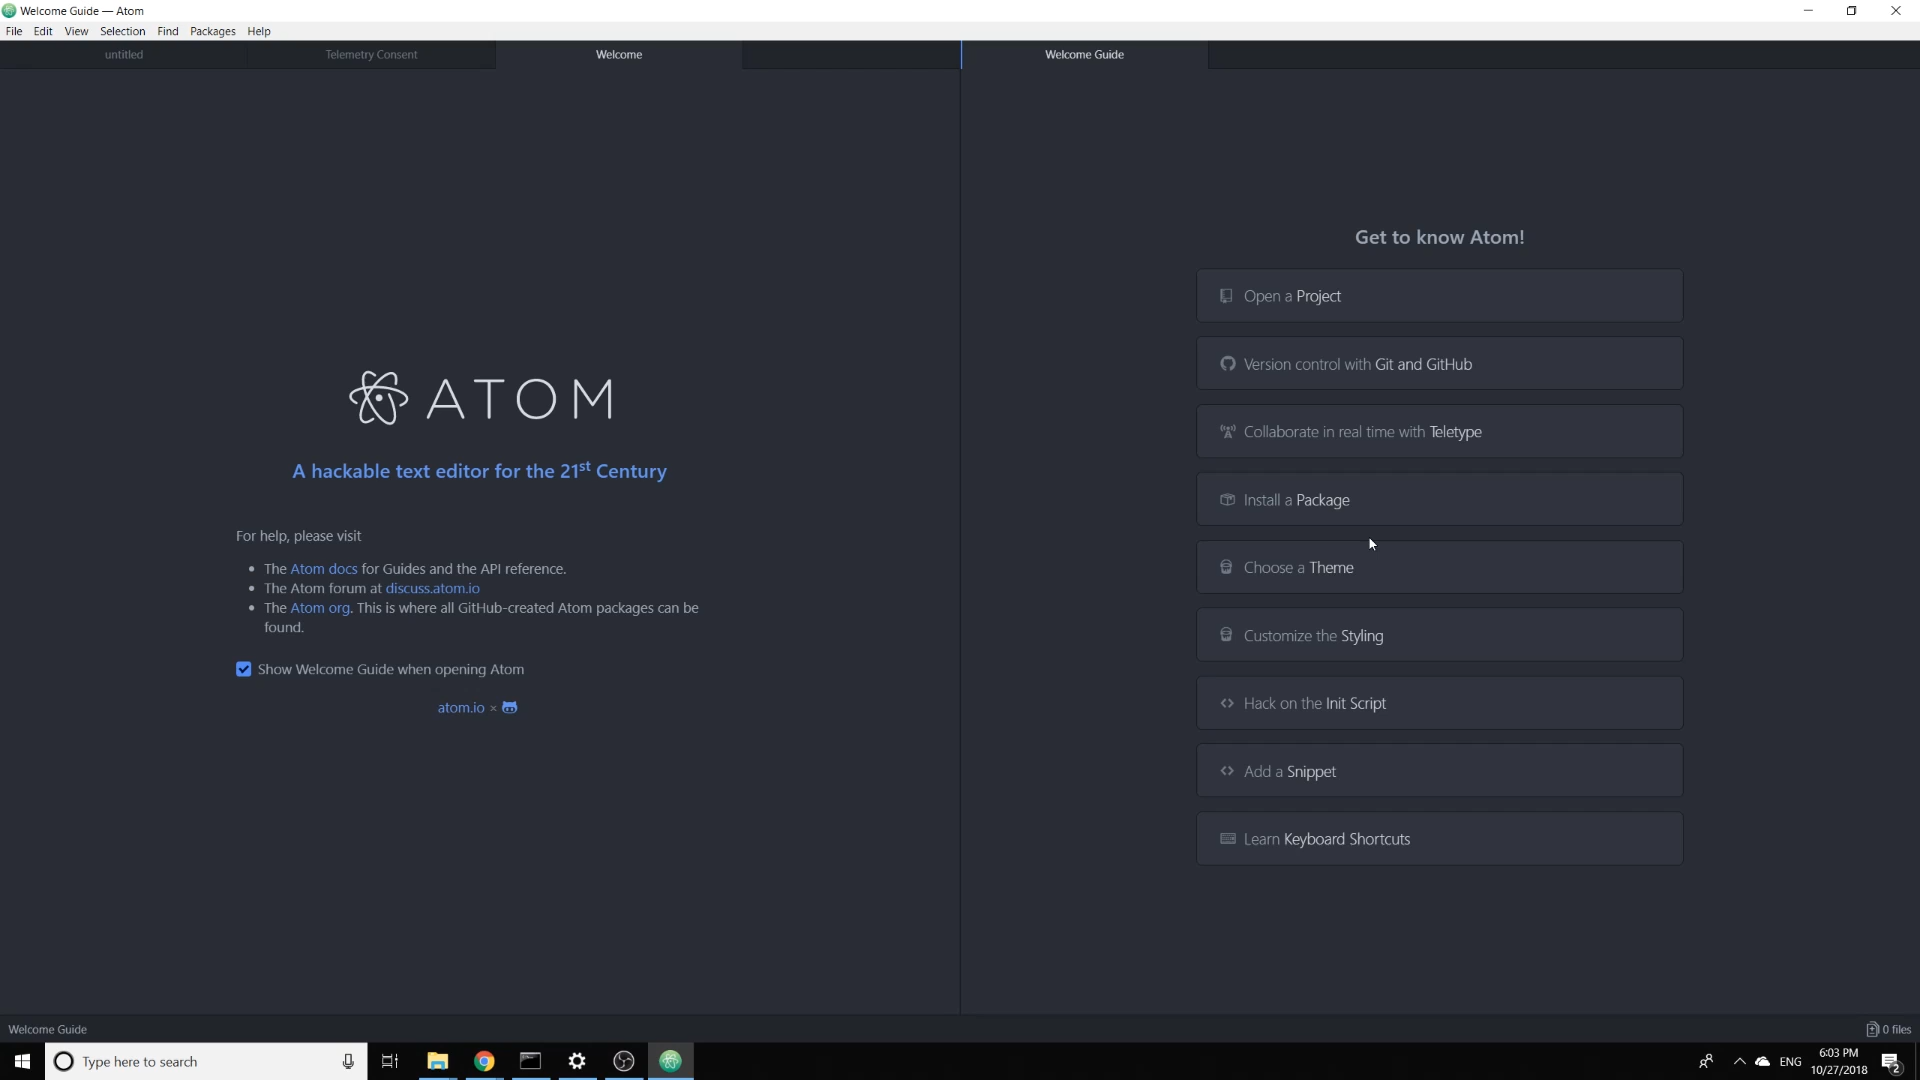 Welcome Guide — Atom
File Edit View Selection Find Packages Help
untitled Telemetry Consent Welcome Welcome Guide
ATOM
A hackable text editor for the 21st Century
For help, please visit
• The Atom docs for Guides and the API reference.
• The Atom forum at discuss.atom.io
• The Atom org. This is where all GitHub-created Atom packages can be
found.
Show Welcome Guide when opening Atom
atom.io ×
Get to know Atom!
Open a Project
Version control with Git and GitHub
Collaborate in real time with Teletype
Install a Package
Choose a Theme
Customize the Styling
Hack on the Init Script
Add a Snippet
Learn Keyboard Shortcuts
Welcome Guide 0 files
Type here to search
ENG
6:03 PM
10/27/2018
2